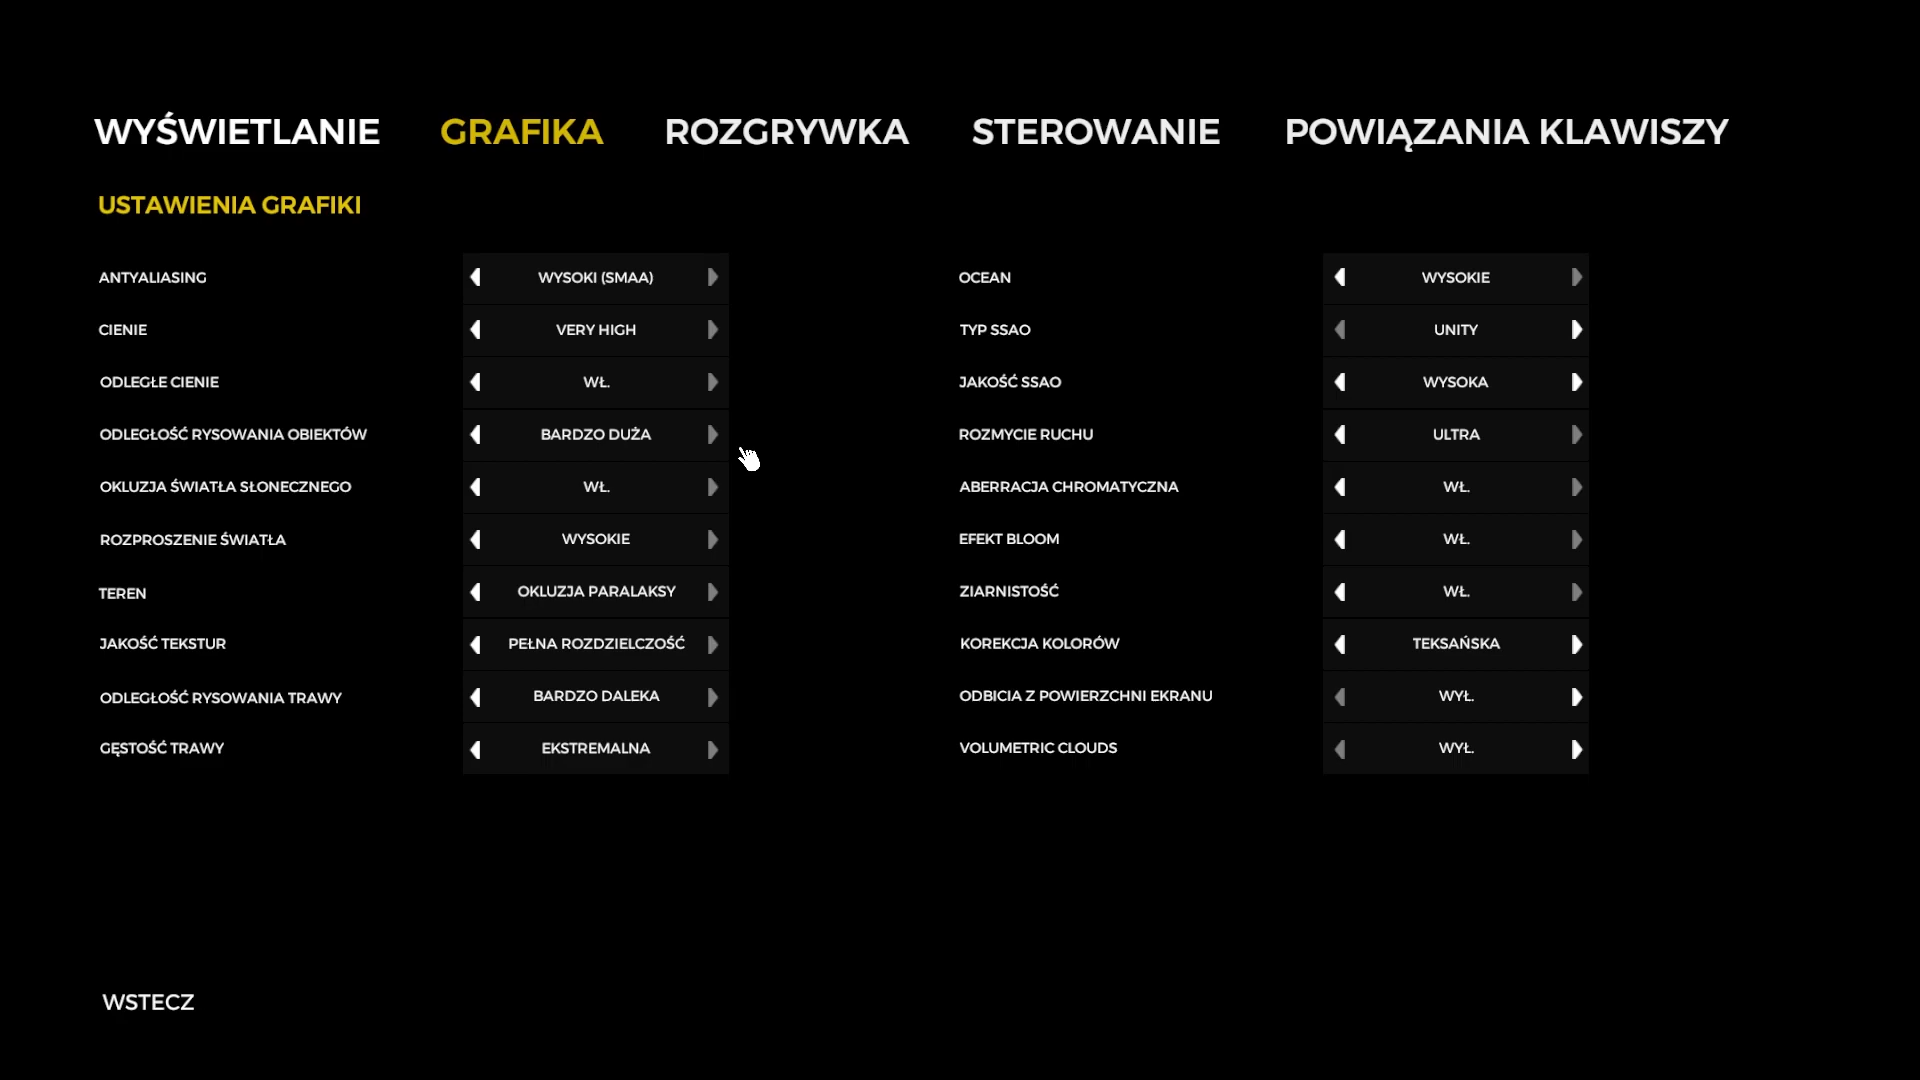 WYŚWIETLANIE GRAFIKA ROZGRYWKA STEROWANIE POWIĄZANIA KLAWISZY
USTAWIENIA GRAFIKI
ANTYALIASING WYSOKI (SMAA)
CIENIE VERY HIGH
ODLEGŁE CIENIE WŁ.
ODLEGŁOŚĆ RYSOWANIA OBIEKTÓW BARDZO DUŻA
OKLUZJA ŚWIATŁA SŁONECZNEGO WŁ.
ROZPROSZENIE ŚWIATŁA WYSOKIE
TEREN OKLUZJA PARALAKSY
JAKOŚĆ TEKSTUR PEŁNA ROZDZIELCZOŚĆ
ODLEGŁOŚĆ RYSOWANIA TRAWY BARDZO DALEKA
GĘSTOŚĆ TRAWY EKSTREMALNA
OCEAN WYSOKIE
TYP SSAO UNITY
JAKOŚĆ SSAO WYSOKA
ROZMYCIE RUCHU ULTRA
ABERRACJA CHROMATYCZNA WŁ.
EFEKT BLOOM WŁ.
ZIARNISTOŚĆ WŁ.
KOREKCJA KOLORÓW TEKSAŃSKA
ODBICIA Z POWIERZCHNI EKRANU WYŁ.
VOLUMETRIC CLOUDS WYŁ.
WSTECZ